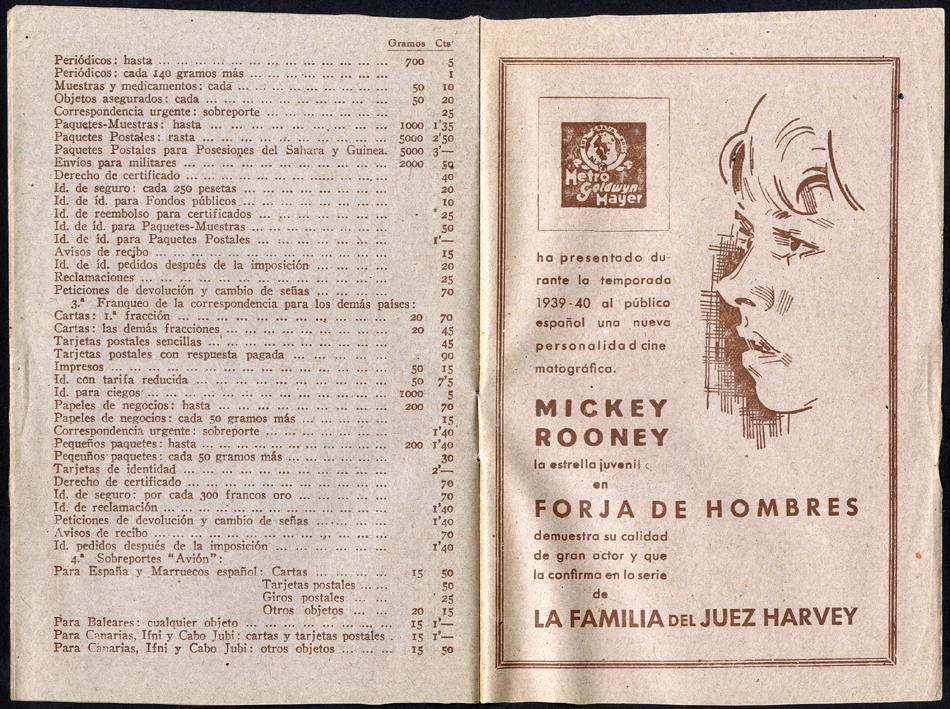 Gramos Cts·
Periódicos: hasta ... ... ... ... ... ... ... ... ... ... 700 5
Periódicos: cada 140 gramos más ... ... ... ... ... ... 1
Muestras y medicamentos: cada ... ... ... ... ... ... 50 10
Objetos asegurados: cada ... ... ... ... ... ... ... ... 50 20
Correspondencia urgente: sobreporte ... ... ... ... ... 25
Paquetes-Muestras: hasta ... ... ... ... ... ... ... ... 1000 1'35
Paquetes Postales: rasta ... ... ... ... ... ... ... ... 5000 2'50
Paquetes Postales para Posesiones del Sahara y Guinea. 5000 3'—
Envíos para militares ... ... ... ... ... ... ... ... ... 2000 50
Derecho de certificado ... ... ... ... ... ... ... ... ... 40
Id. de seguro: cada 250 pesetas ... ... ... ... ... ... 20
Id. de íd. para Fondos públicos ... ... ... ... ... ... 10
Id. de reembolso para certificados ... ... ... ... ... 25
Id. de íd. para Paquetes-Muestras ... ... ... ... ... ... 50
Id. de íd. para Paquetes Postales ... ... ... ... ... ... 1'—
Avisos de recibo ... ... ... ... ... ... ... ... ... ... 15
Id. de id. pedidos después de la imposición ... ... ... 20
Reclamaciones ... ... ... ... ... ... ... ... ... ... ... 25
Peticiones de devolución y cambio de señas ... ... ... 70
3.ª Franqueo de la correspondencia para los demás países:
Cartas: 1.ª fracción ... ... ... ... ... ... ... ... ... 20 70
Cartas: las demás fracciones ... ... ... ... ... ... ... 20 45
Tarjetas postales sencillas ... ... ... ... ... ... ... ... 45
Tarjetas postales con respuesta pagada ... ... ... ... 90
Impresos ... ... ... ... ... ... ... ... ... ... ... ... 50 15
Id. con tarifa reducida ... ... ... ... ... ... ... ... 50 7'5
Id. para ciegos ... ... ... ... ... ... ... ... ... ... 1000 5
Papeles de negocios: hasta ... ... ... ... ... ... ... 200 70
Papeles de negocios: cada 50 gramos más ... ... ... ... 15
Correspondencia urgente: sobreporte ... ... ... ... ... 1'40
Pequeños paquetes: hasta ... ... ... ... ... ... ... ... 200 1'40
Pequeños paquetes: cada 50 gramos más ... ... ... ... 30
Tarjetas de identidad ... ... ... ... ... ... ... ... ... 2'—
Derecho de certificado ... ... ... ... ... ... ... ... ... 70
Id. de seguro: por cada 300 francos oro ... ... ... ... 70
Id. de reclamación ... ... ... ... ... ... ... ... ... ... 1'40
Peticiones de devolución y cambio de señas ... ... ... 1'40
Avisos de recibo ... ... ... ... ... ... ... ... ... ... 70
Id. pedidos después de la imposición ... ... ... ... ... 1'40
4.ª Sobreportes "Avión":
Para España y Marruecos español: Cartas ... ... ... ... 15 50
Tarjetas postales ... ... 50
Giros postales ... ... ... 25
Otros objetos ... ... ... 20 15
Para Baleares: cualquier objeto ... ... ... ... ... ... 15 1'—
Para Canarias, Ifni y Cabo Jubi: cartas y tarjetas postales . 15 1'—
Para Canarias, Ifni y Cabo Jubi: otros objetos ... ... ... 15 50
Metro
Goldwyn
Mayer
ha presentado du-
rante la temporada
1939-40 al público
español una nueva
personalidad cine
matográfica.
MICKEY
ROONEY
la estrella juvenil
en
FORJA DE HOMBRES
demuestra su calidad
de gran actor y que
la confirma en la serie
de
LA FAMILIA DEL JUEZ HARVEY